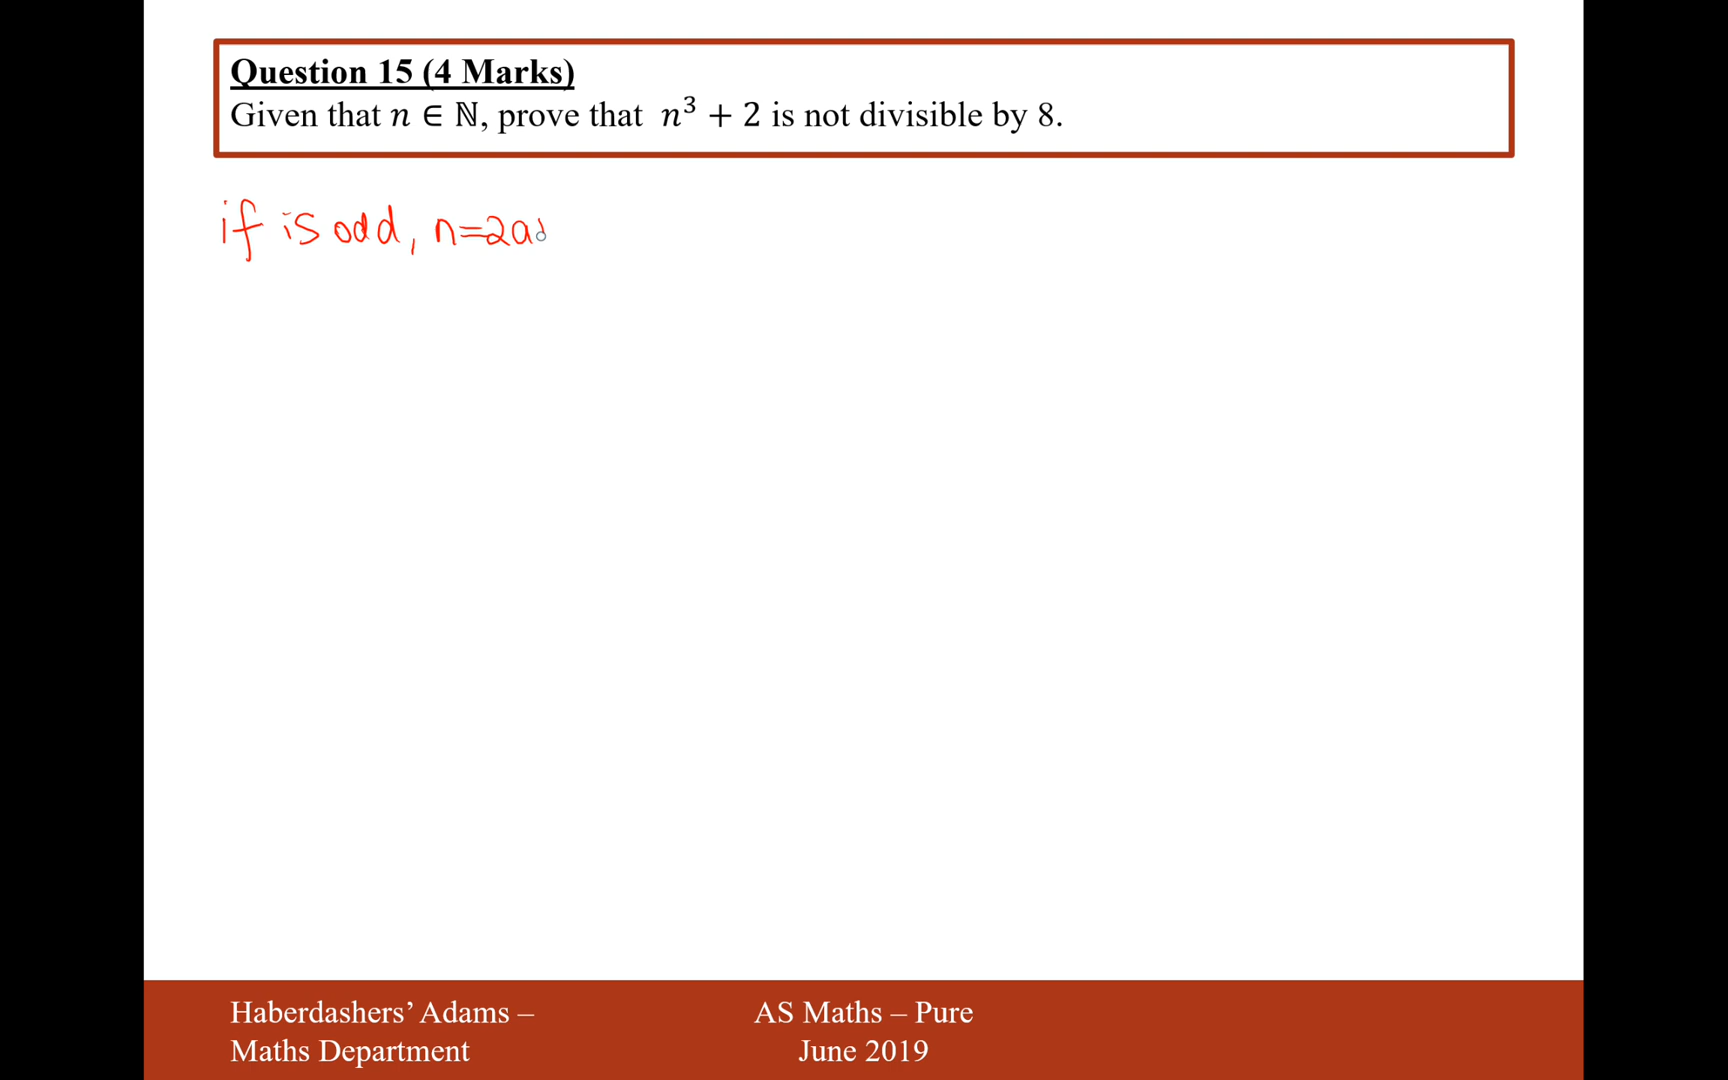 Question 15 (4 Marks)
Given that n ∈ ℕ, prove that n³ + 2 is not divisible by 8.
if is odd, n=2a
Haberdashers’ Adams –
Maths Department
AS Maths – Pure
June 2019